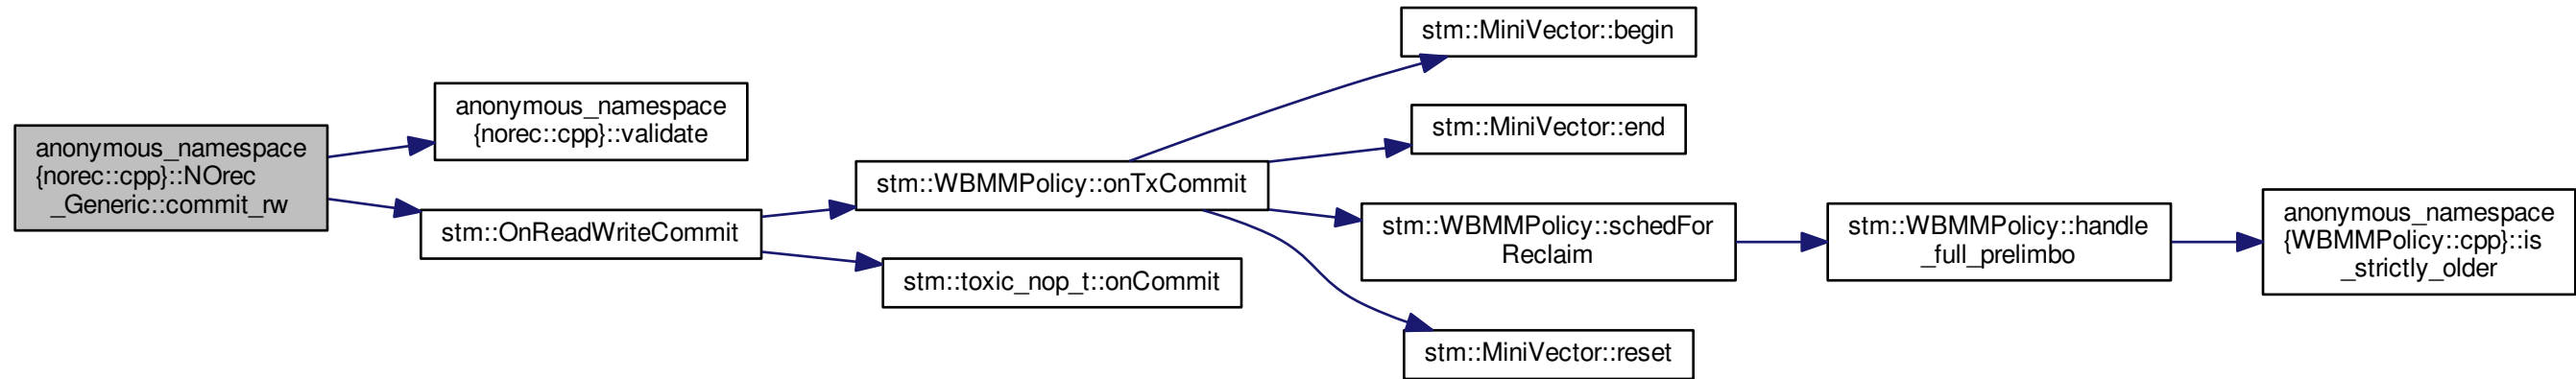 anonymous_namespace
{norec::cpp}::NOrec
_Generic::commit_rw
anonymous_namespace
{norec::cpp}::validate
stm::OnReadWriteCommit
stm::WBMMPolicy::onTxCommit
stm::toxic_nop_t::onCommit
stm::MiniVector::begin
stm::MiniVector::end
stm::WBMMPolicy::schedFor
Reclaim
stm::MiniVector::reset
stm::WBMMPolicy::handle
_full_prelimbo
anonymous_namespace
{WBMMPolicy::cpp}::is
_strictly_older